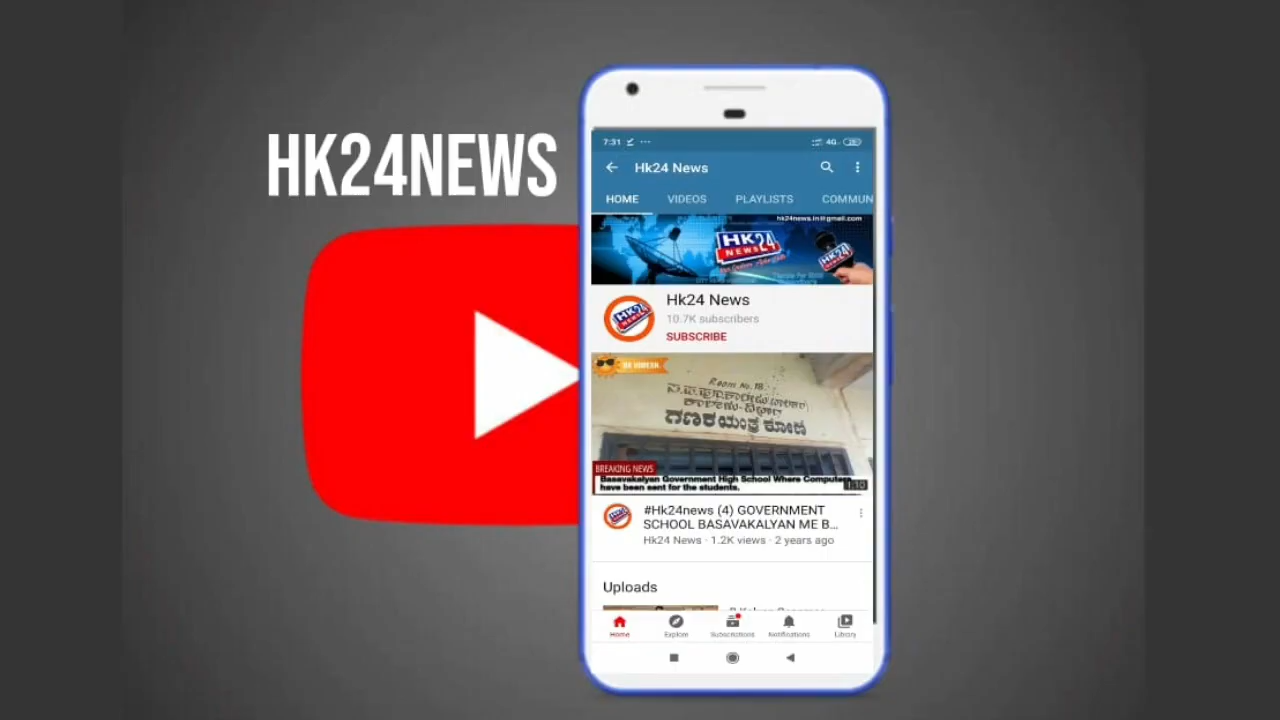 HK24NEWS
7:31
4G
Hk24 News
HOME VIDEOS PLAYLISTS COMMUN
hk24news.in@gmail.com
HK24
NEWS
HK24
Hk24 News
10.7K subscribers
SUBSCRIBE
Room No. 18
ಗಣಕಯಂತ್ರ ಕೋಣೆ
BREAKING NEWS
Basavakalyan Government High School Where Computers
have been sent for the students.
1:10
#Hk24news (4) GOVERNMENT
SCHOOL BASAVAKALYAN ME B...
Hk24 News · 1.2K views · 2 years ago
Uploads
Home Explore Subscriptions Notifications Library